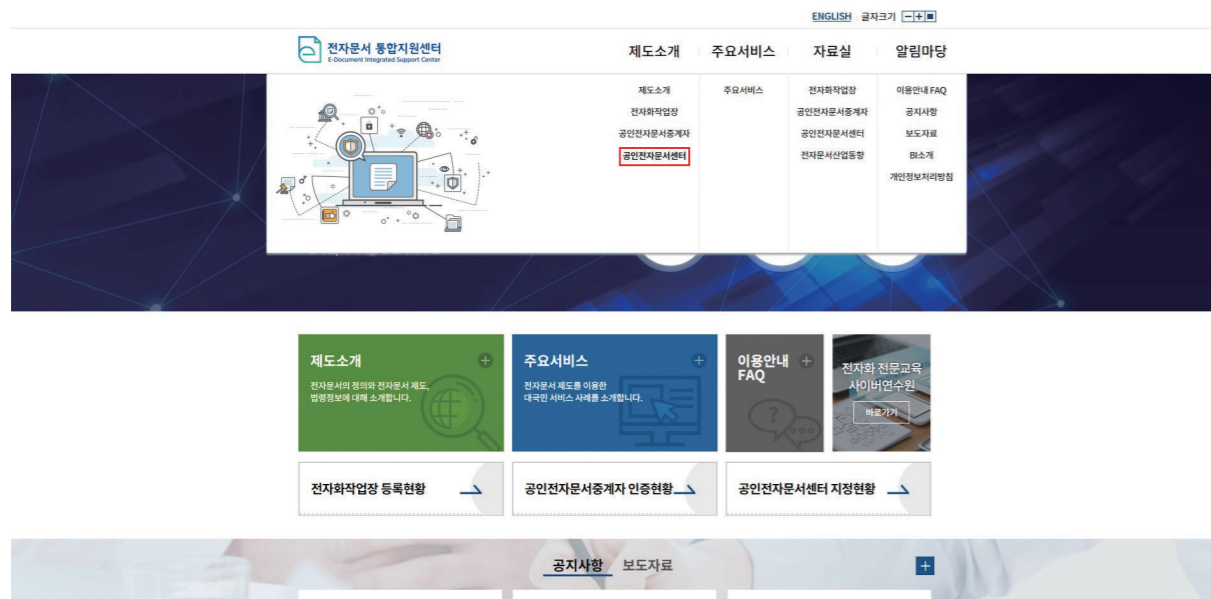 ENGLISH 글자크기
전자문서 통합지원센터
E-Document Integrated Support Center
제도소개 주요서비스 자료실 알림마당
제도소개
전자화작업장
공인전자문서중계자
공인전자문서센터
주요서비스
전자화작업장
공인전자문서중계자
공인전자문서센터
전자문서산업동향
이용안내 FAQ
공지사항
보도자료
BI소개
개인정보처리방침
제도소개
전자문서의 정의와 전자문서 제도,
법령정보에 대해 소개합니다.
주요서비스
전자문서 제도를 이용한
대국민 서비스 사례를 소개합니다.
이용안내
FAQ
전자화 전문교육
사이버연수원
바로가기
전자화작업장 등록현황
공인전자문서중계자 인증현황
공인전자문서센터 지정현황
공지사항 보도자료